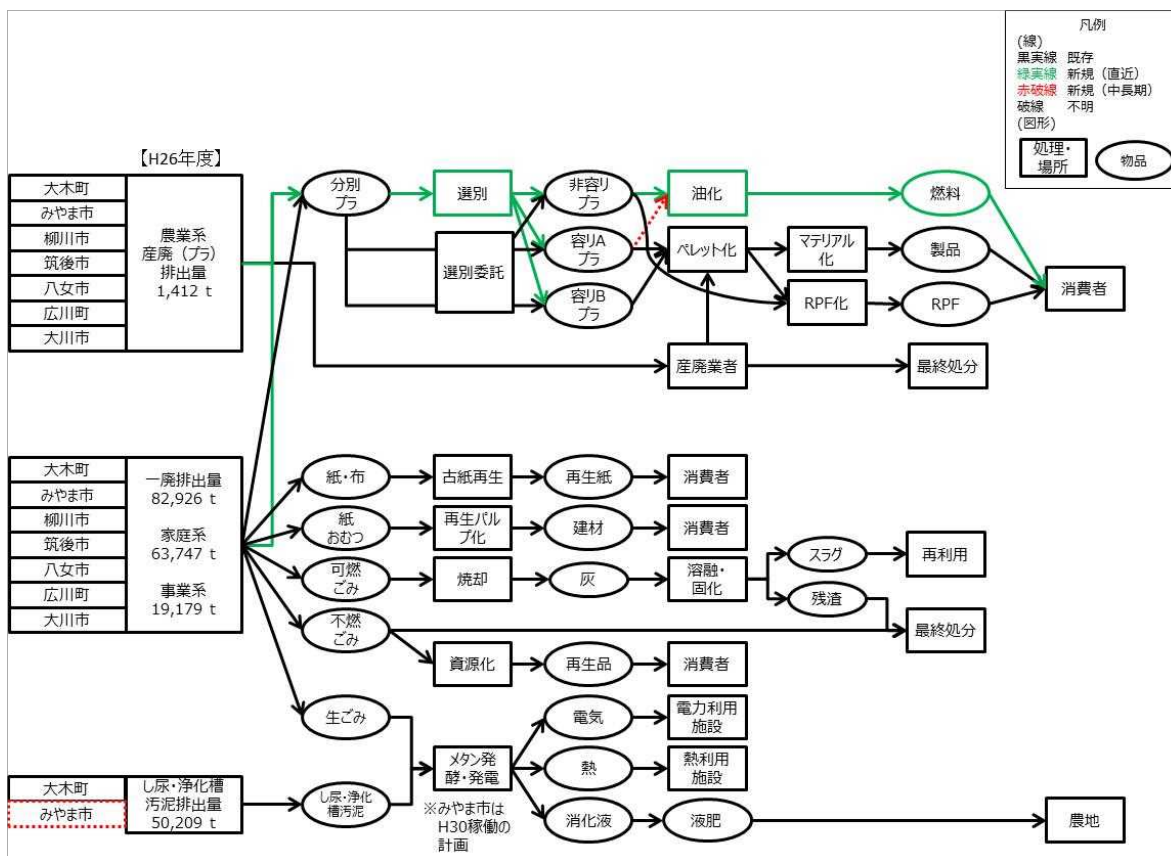 凡例
(線)
黒実線 既存
緑実線 新規（直近）
赤破線 新規（中長期）
破線 不明
(図形)
処理・
場所
物品
【H26年度】
大木町
みやま市
柳川市
筑後市
八女市
広川町
大川市
農業系
産廃（プラ）
排出量
1,412 t
分別
プラ
選別
選別委託
非容リ
プラ
容リA
プラ
容リB
プラ
油化
ペレット化
マテリアル
化
RPF化
燃料
製品
RPF
消費者
産廃業者
最終処分
大木町
みやま市
柳川市
筑後市
八女市
広川町
大川市
一廃排出量
82,926 t
家庭系
63,747 t
事業系
19,179 t
紙・布
古紙再生
再生紙
消費者
紙
おむつ
再生パル
プ化
建材
消費者
可燃
ごみ
焼却
灰
溶融・
固化
スラグ
再利用
残渣
不燃
ごみ
最終処分
資源化
再生品
消費者
生ごみ
大木町
みやま市
し尿・浄化槽
汚泥排出量
50,209 t
し尿・浄化
槽汚泥
メタン発
酵・発電
※みやま市は
H30稼働の
計画
電気
電力利用
施設
熱
熱利用
施設
消化液
液肥
農地